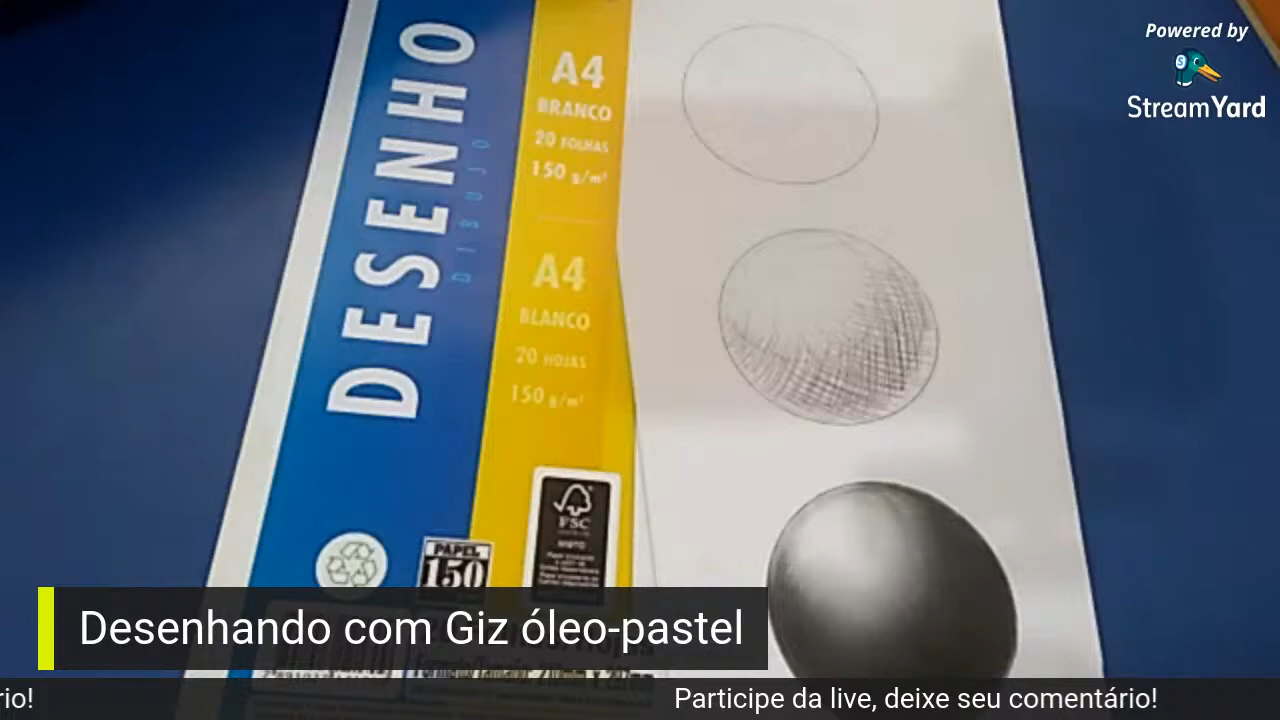 Powered by
StreamYard
DESENHO
DIBUJO
A4
BRANCO
20 FOLHAS
150 g/m²
A4
BLANCO
20 HOJAS
150 g/m²
FSC
MISTO
PAPEL
150
Desenhando com Giz óleo-pastel
rio!
Participe da live, deixe seu comentário!